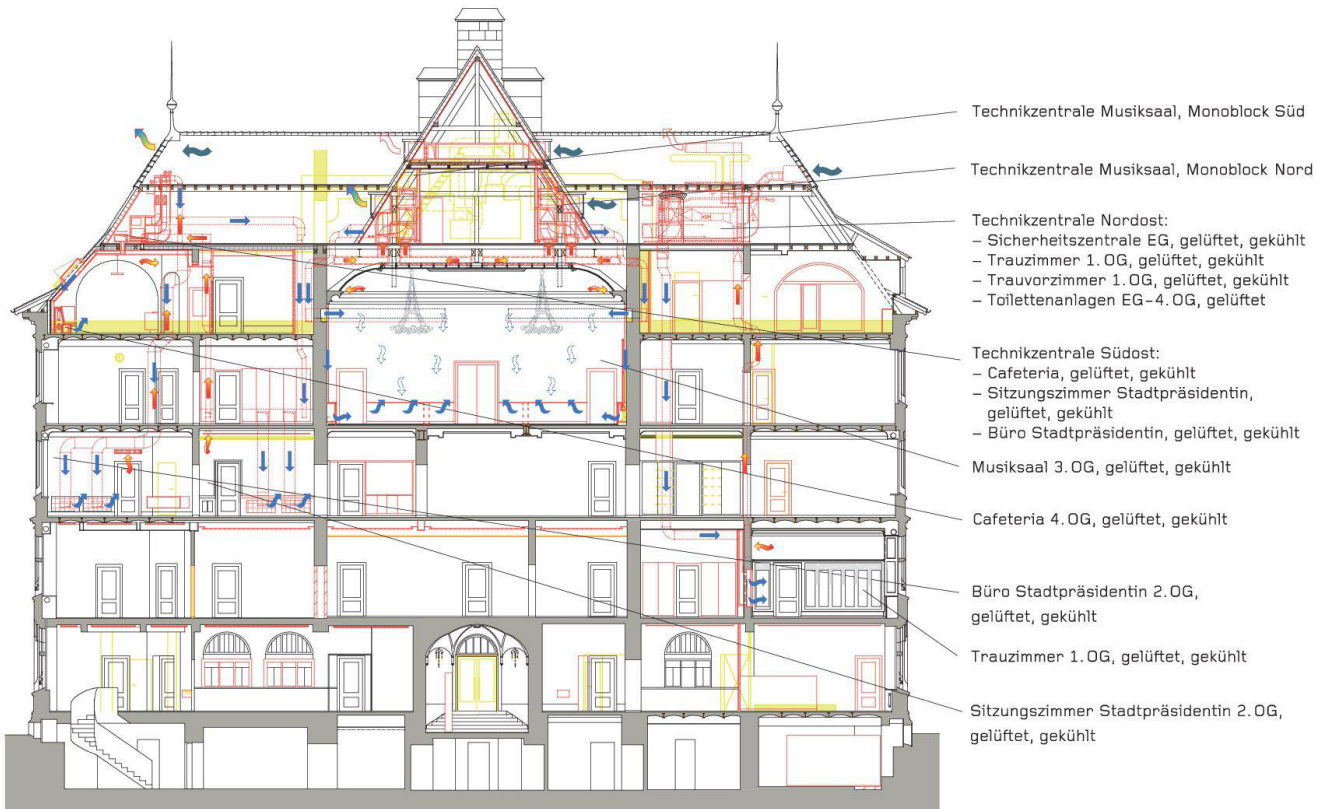 Technikzentrale Musiksaal, Monoblock Süd
Technikzentrale Musiksaal, Monoblock Nord
Technikzentrale Nordost:
– Sicherheitszentrale EG, gelüftet, gekühlt
– Trauzimmer 1.OG, gelüftet, gekühlt
– Trauvorzimmer 1.OG, gelüftet, gekühlt
– Toilettenanlagen EG–4.OG, gelüftet
Technikzentrale Südost:
– Cafeteria, gelüftet, gekühlt
– Sitzungszimmer Stadtpräsidentin,
gelüftet, gekühlt
– Büro Stadtpräsidentin, gelüftet, gekühlt
Musiksaal 3.OG, gelüftet, gekühlt
Cafeteria 4.OG, gelüftet, gekühlt
Büro Stadtpräsidentin 2.OG,
gelüftet, gekühlt
Trauzimmer 1.OG, gelüftet, gekühlt
Sitzungszimmer Stadtpräsidentin 2.OG,
gelüftet, gekühlt